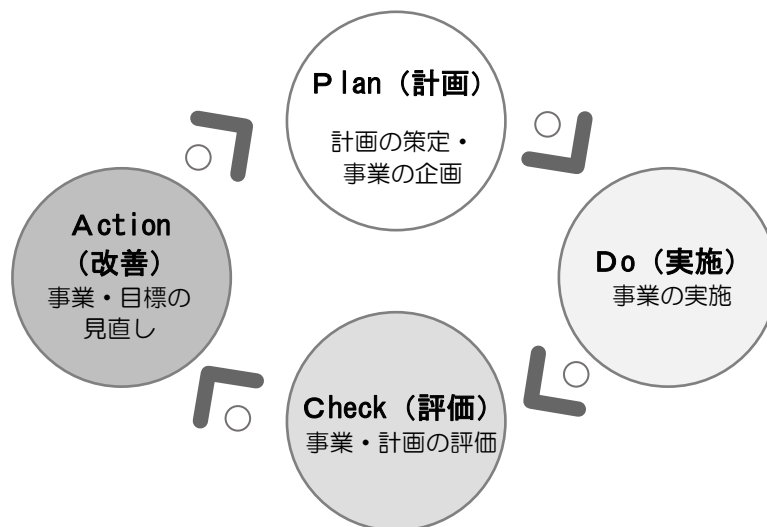 Plan（計画）
計画の策定・
事業の企画
Do（実施）
事業の実施
Check（評価）
事業・計画の評価
Action
（改善）
事業・目標の
見直し